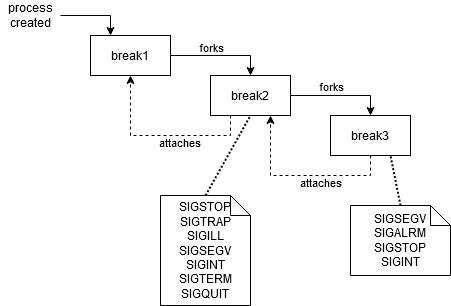 process
created
forks
break1
forks
break2
attaches
break3
attaches
SIGSTOP
SIGTRAP
SIGILL
SIGSEGV
SIGINT
SIGTERM
SIGQUIT
SIGSEGV
SIGALRM
SIGSTOP
SIGINT